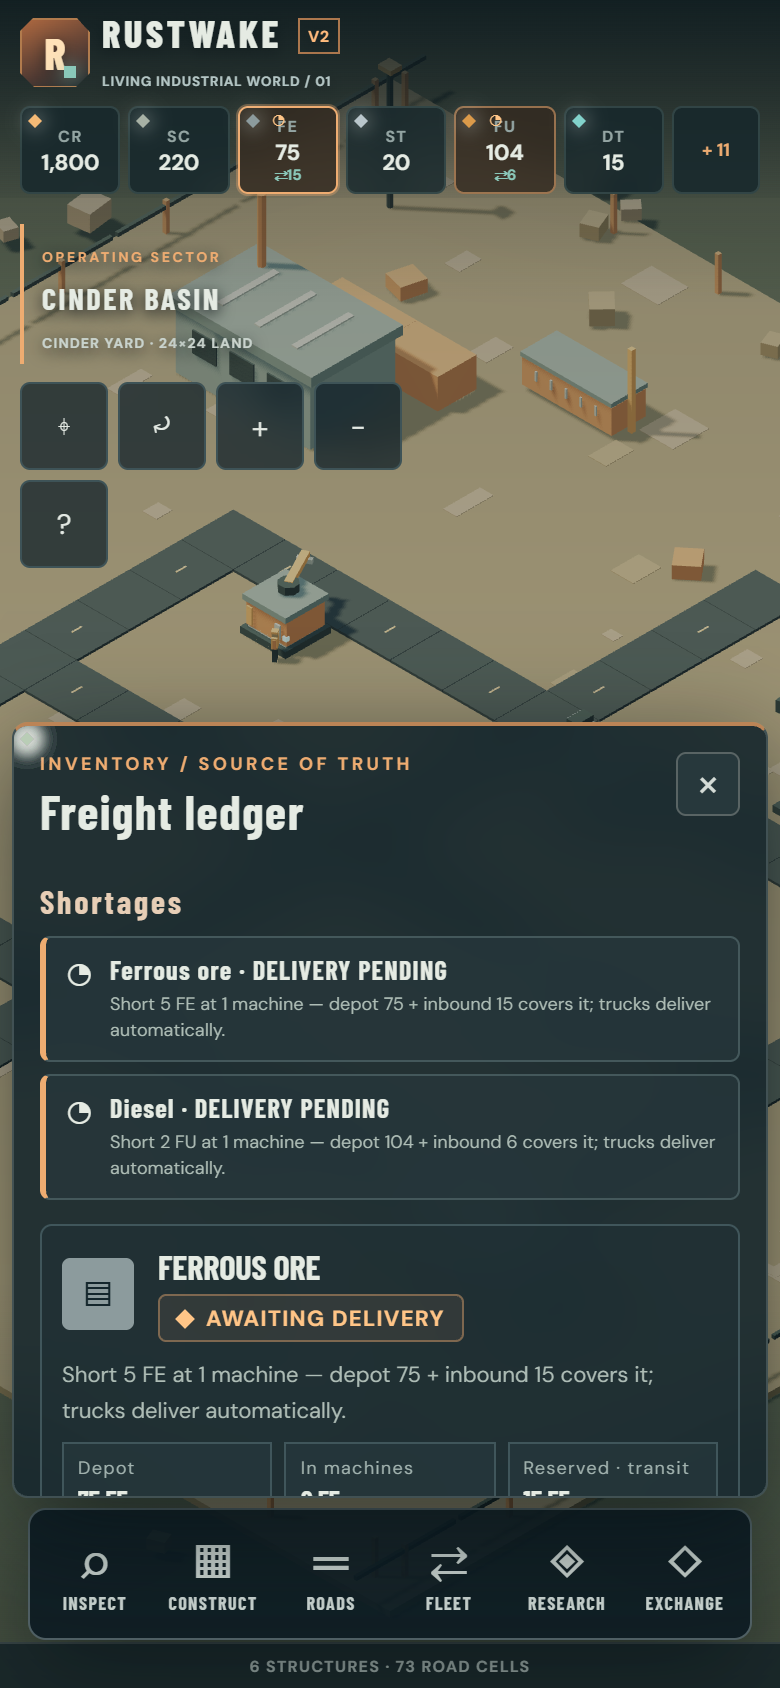 R
RUSTWAKE V2
LIVING INDUSTRIAL WORLD / 01
CR
1,800
SC
220
FE
75
⇄15
ST
20
FU
104
⇄6
DT
15
+ 11
OPERATING SECTOR
CINDER BASIN
CINDER YARD · 24×24 LAND
+
−
?
INVENTORY / SOURCE OF TRUTH
Freight ledger
×
Shortages
Ferrous ore · DELIVERY PENDING
Short 5 FE at 1 machine — depot 75 + inbound 15 covers it; trucks deliver
automatically.
Diesel · DELIVERY PENDING
Short 2 FU at 1 machine — depot 104 + inbound 6 covers it; trucks deliver
automatically.
FERROUS ORE
AWAITING DELIVERY
Short 5 FE at 1 machine — depot 75 + inbound 15 covers it;
trucks deliver automatically.
Depot
In machines
Reserved · transit
INSPECT
CONSTRUCT
ROADS
FLEET
RESEARCH
EXCHANGE
6 STRUCTURES · 73 ROAD CELLS